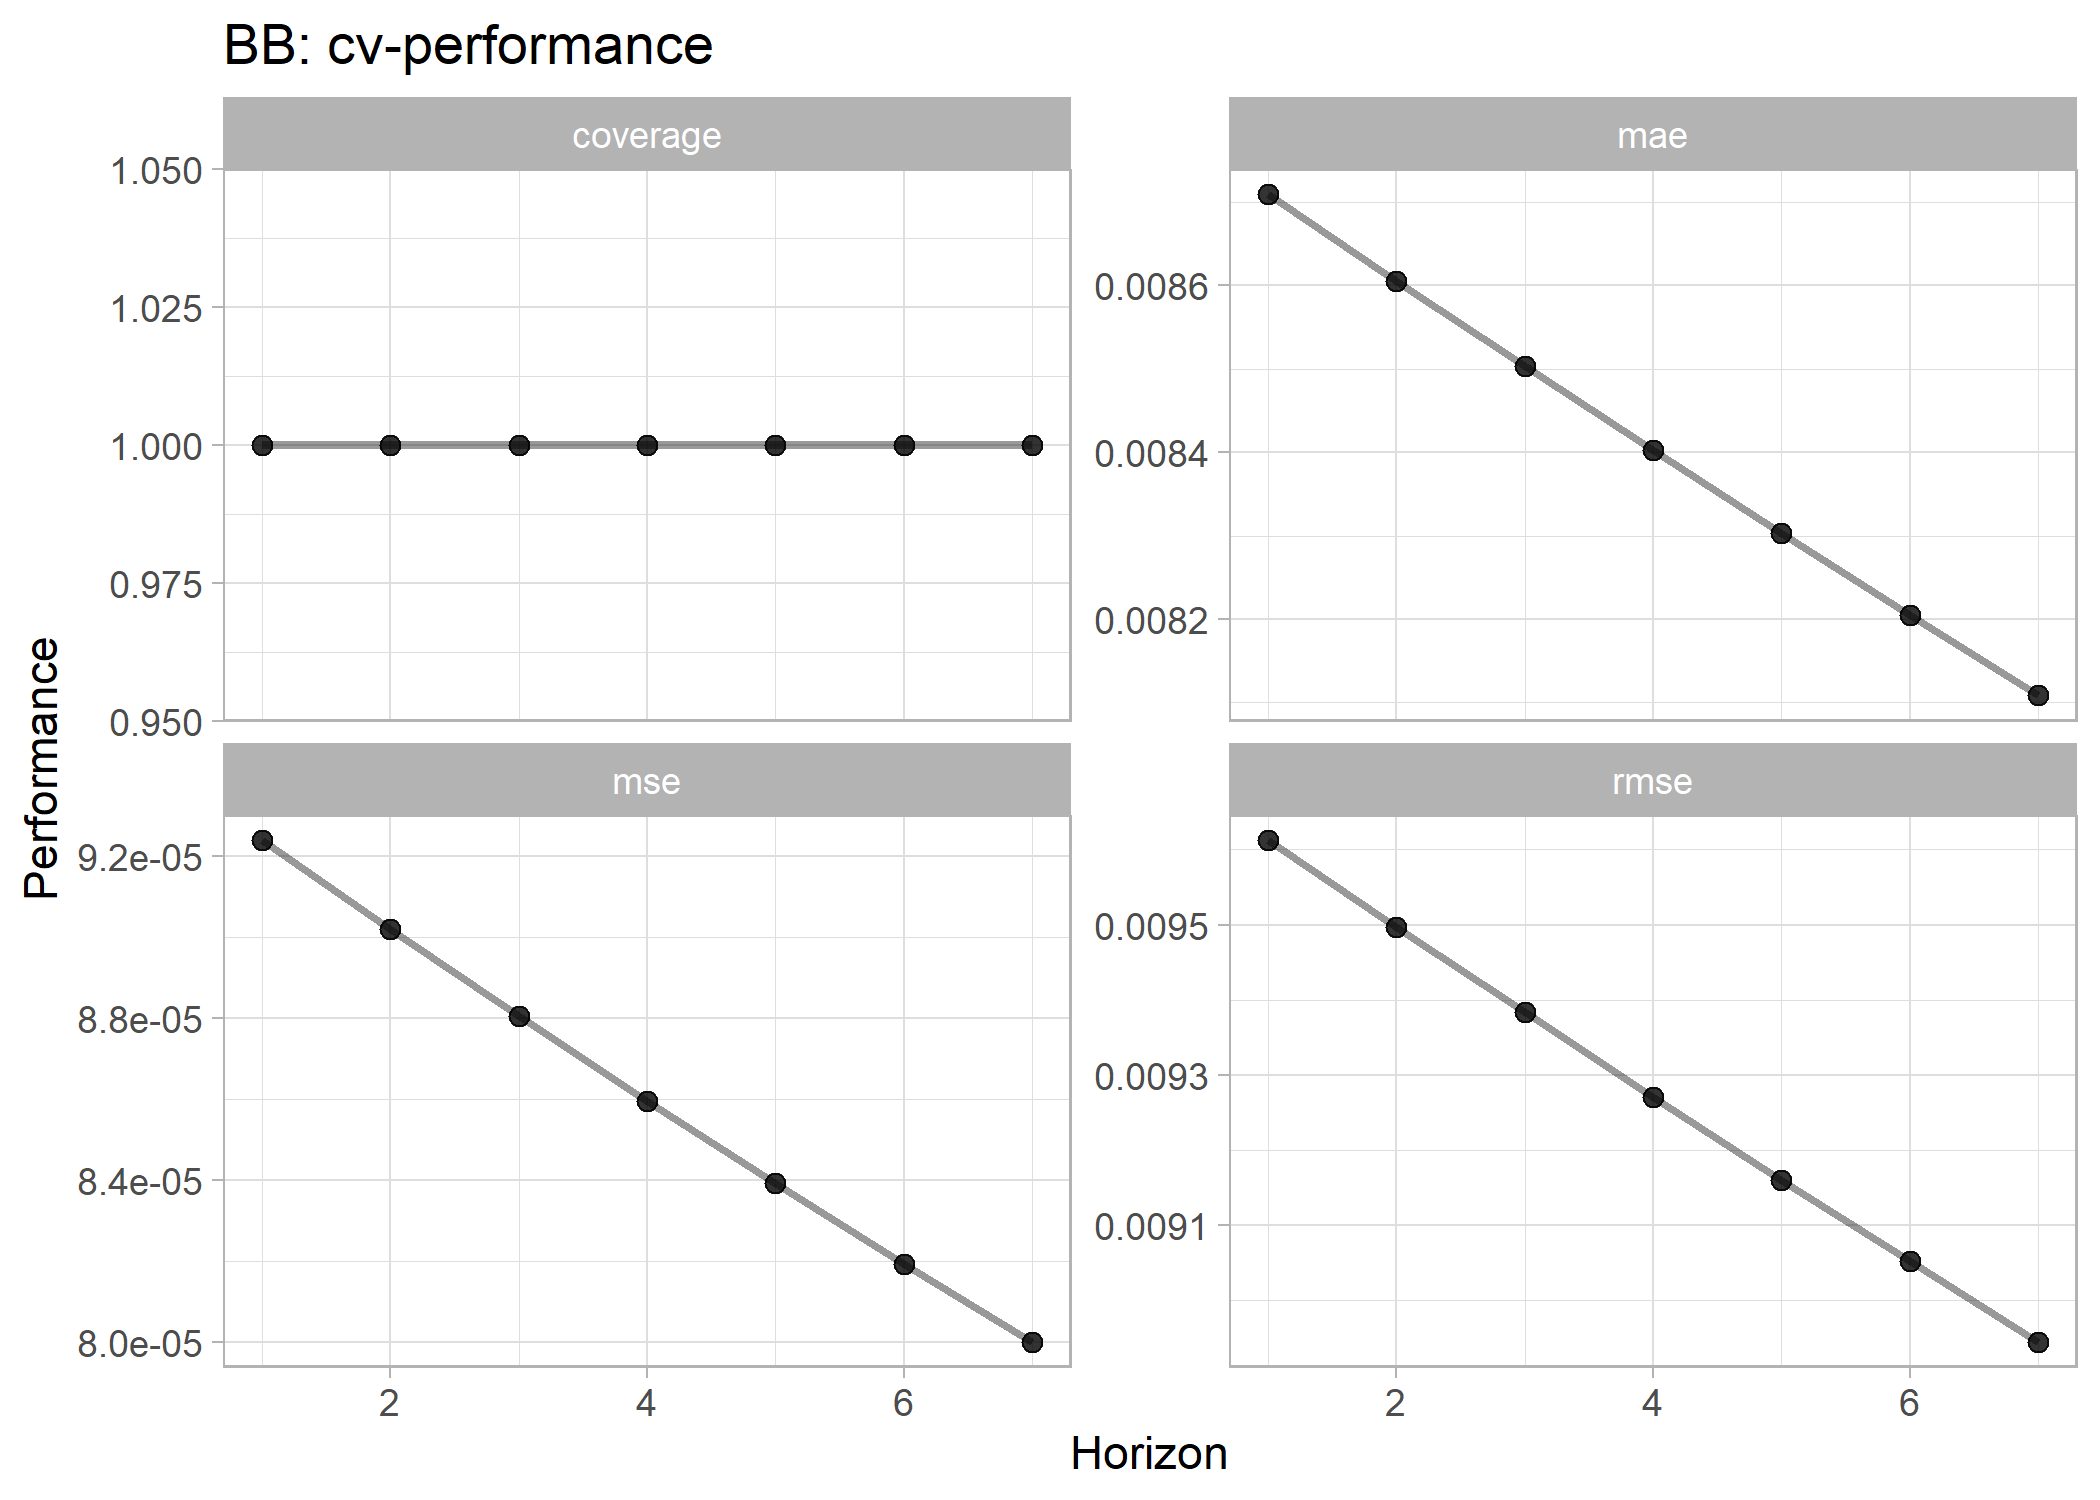 BB: cv-performance
coverage
mae
1.050
1.025
1.000
0.975
0.950
0.0086
0.0084
0.0082
mse
rmse
9.2e-05
8.8e-05
8.4e-05
8.0e-05
0.0095
0.0093
0.0091
2
4
6
2
4
6
Horizon
Performance